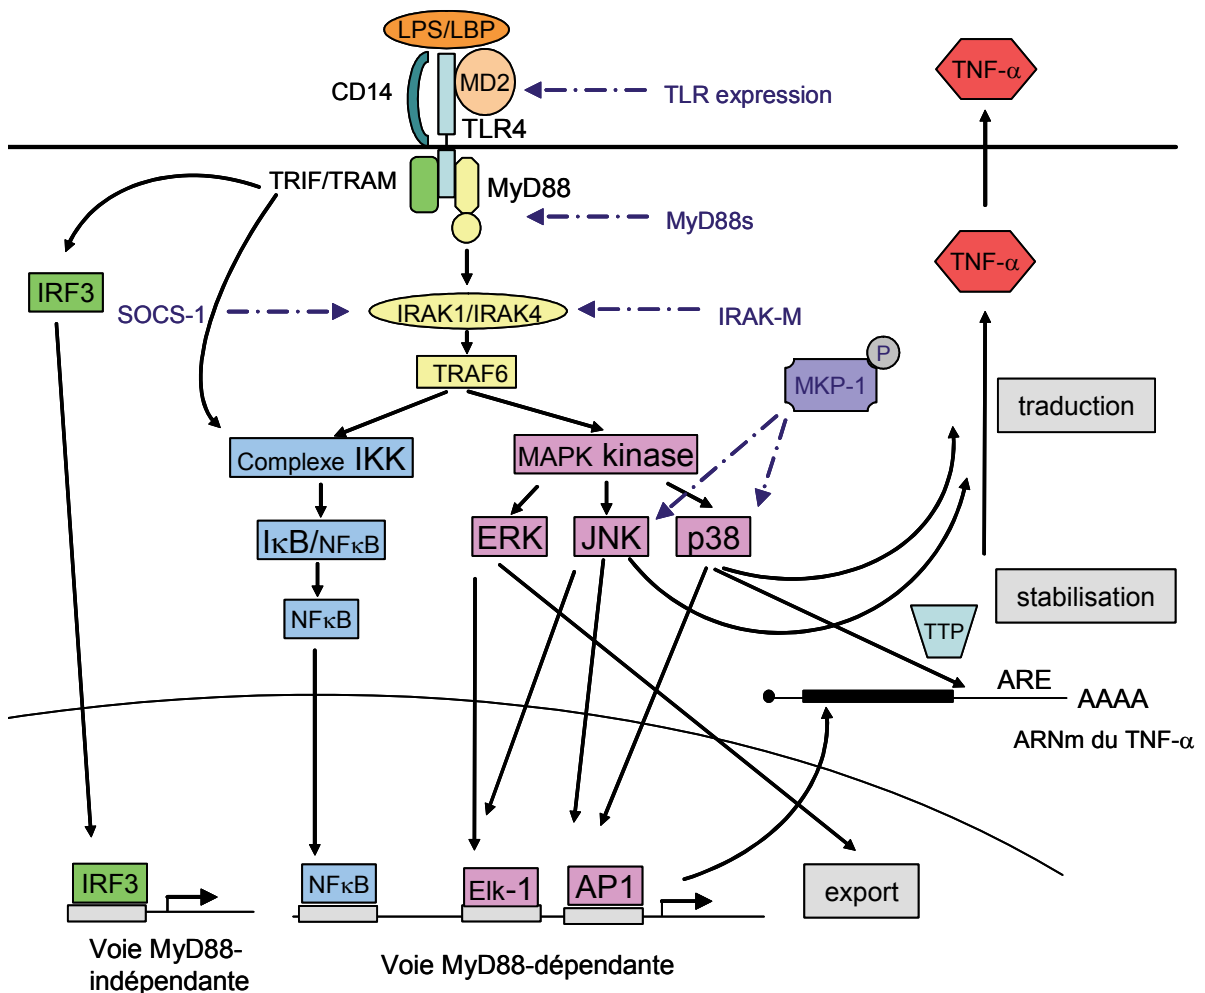 LPS/LBP
TNF-α
CD14
MD2
TLR expression
TLR4
TRIF/TRAM
MyD88
MyD88s
TNF-α
IRF3
SOCS-1
IRAK1/IRAK4
IRAK-M
P
TRAF6
MKP-1
traduction
Complexe IKK
MAPK kinase
IκB/NFκB
ERK
JNK
p38
stabilisation
NFκB
TTP
ARE
AAAA
ARNm du TNF-α
IRF3
NFκB
Elk-1
AP1
export
Voie MyD88-
indépendante
Voie MyD88-dépendante